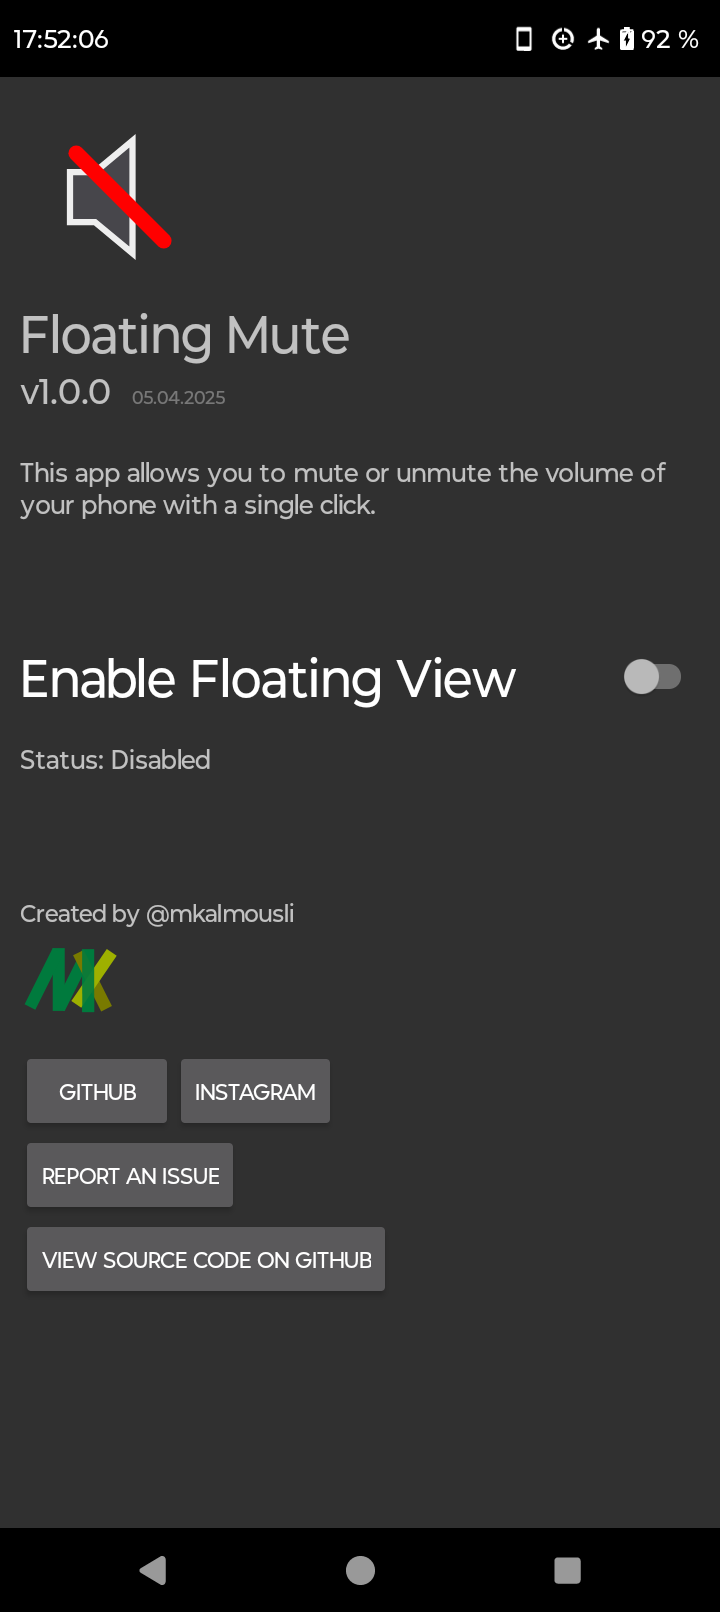 17:52:06
92 %
Floating Mute
v1.0.0 05.04.2025
This app allows you to mute or unmute the volume of
your phone with a single click.
Enable Floating View
Status: Disabled
Created by @mkalmousli
MK
GITHUB INSTAGRAM
REPORT AN ISSUE
VIEW SOURCE CODE ON GITHUB